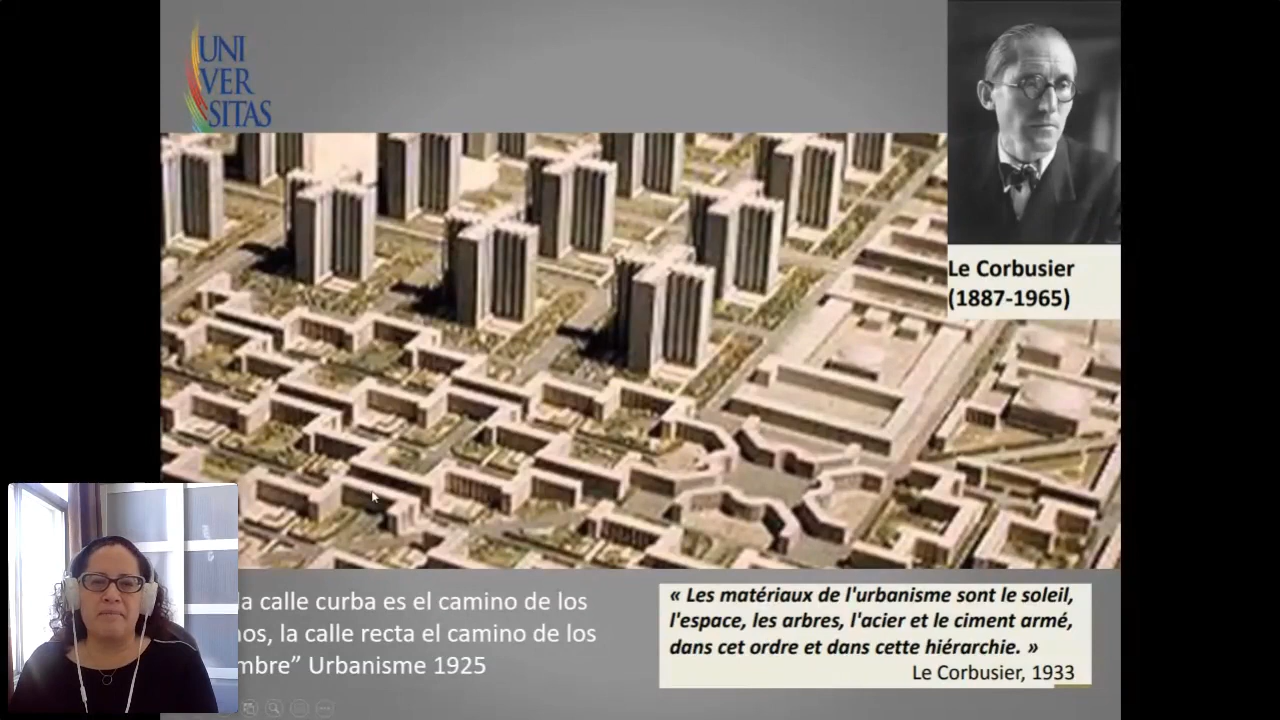 UNI
VER
SITAS
Le Corbusier
(1887-1965)
la calle curba es el camino de los
nos, la calle recta el camino de los
mbre” Urbanisme 1925
« Les matériaux de l'urbanisme sont le soleil,
l'espace, les arbres, l'acier et le ciment armé,
dans cet ordre et dans cette hiérarchie. »
Le Corbusier, 1933